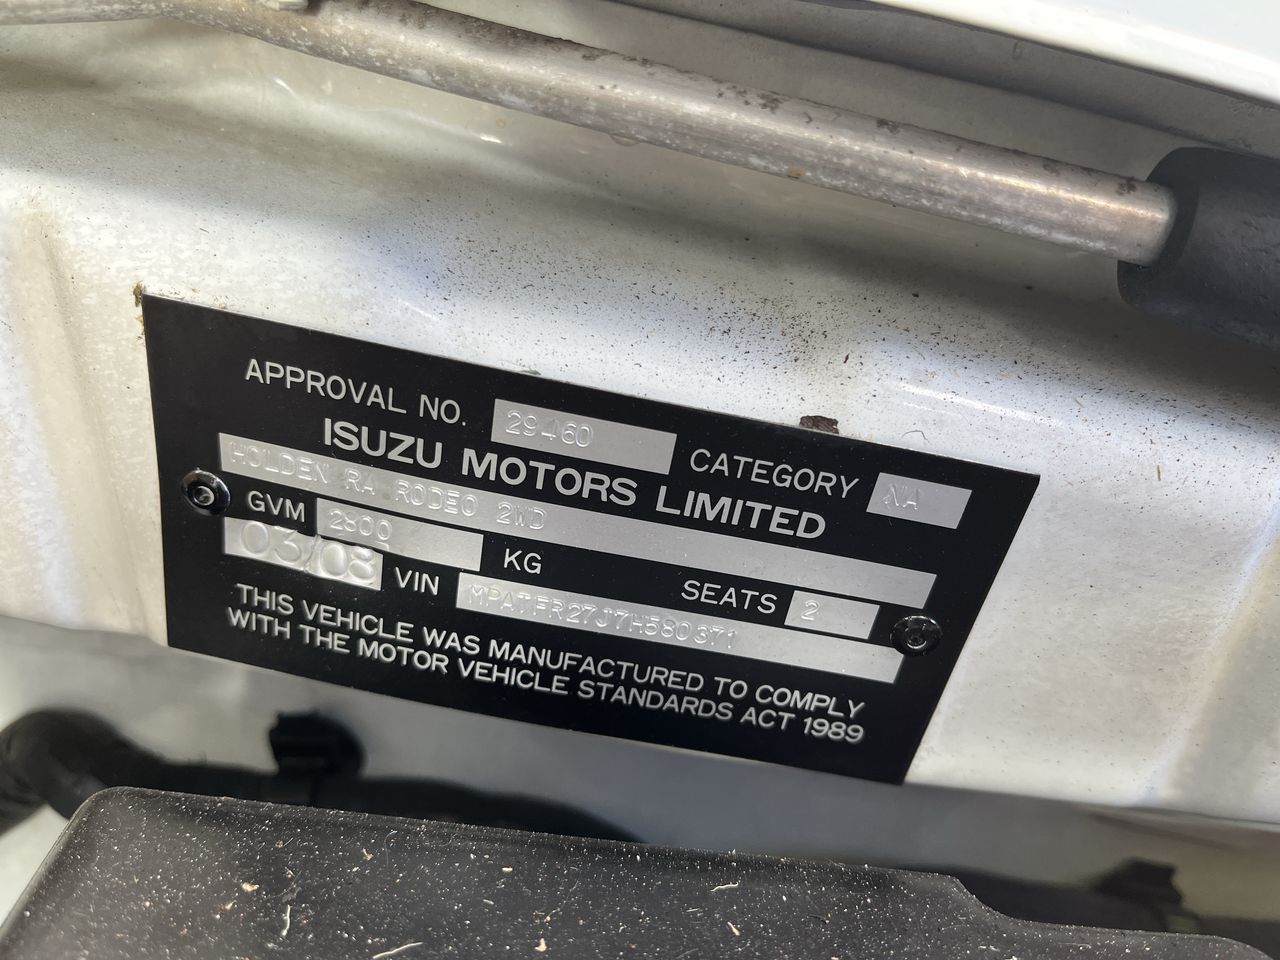 APPROVAL NO. 29460 CATEGORY NA
ISUZU MOTORS LIMITED
HOLDEN RA RODEO 2WD
GVM 2800 KG SEATS 2
03/08 VIN MPATFR27J7H580371
THIS VEHICLE WAS MANUFACTURED TO COMPLY
WITH THE MOTOR VEHICLE STANDARDS ACT 1989